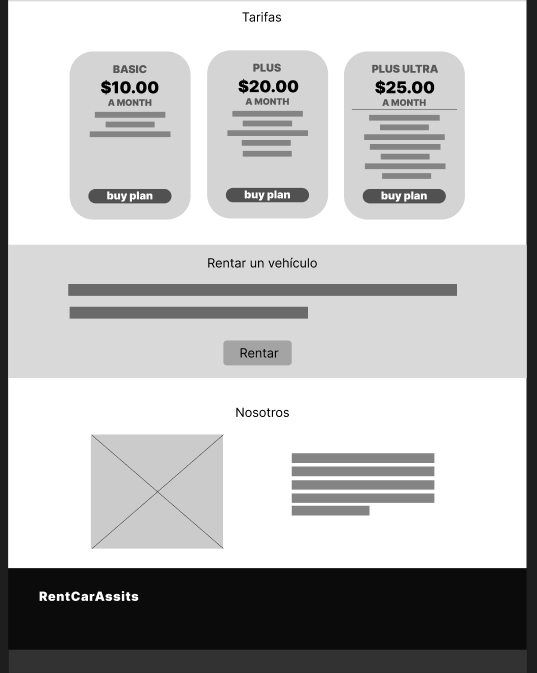 Tarifas
BASIC
$10.00
A MONTH
buy plan
PLUS
$20.00
A MONTH
buy plan
PLUS ULTRA
$25.00
A MONTH
buy plan
Rentar un vehículo
Rentar
Nosotros
RentCarAssits